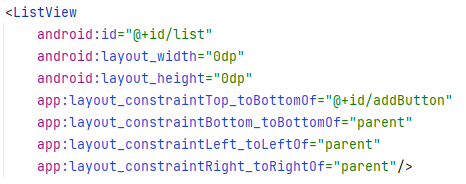 <ListView
    android:id="@+id/list"
    android:layout_width="0dp"
    android:layout_height="0dp"
    app:layout_constraintTop_toBottomOf="@+id/addButton"
    app:layout_constraintBottom_toBottomOf="parent"
    app:layout_constraintLeft_toLeftOf="parent"
    app:layout_constraintRight_toRightOf="parent"/>